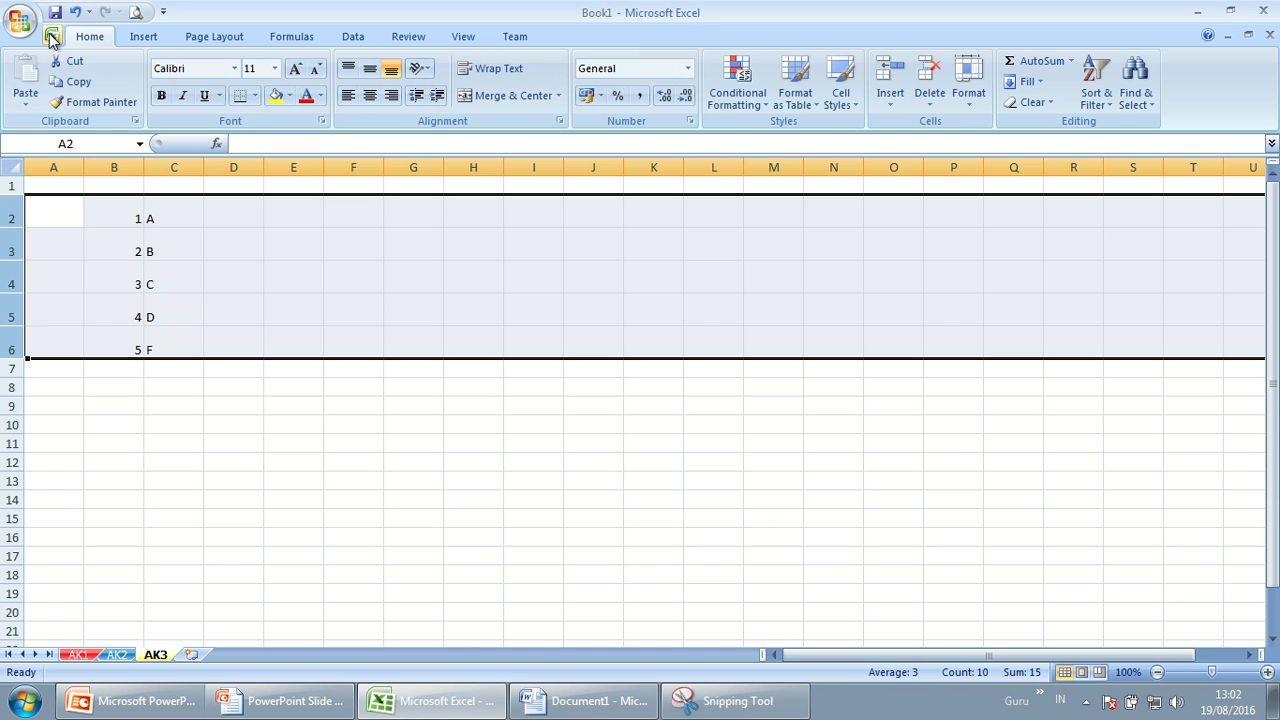 Book1 - Microsoft Excel
Home Insert Page Layout Formulas Data Review View Team
Paste Cut Copy Format Painter
Calibri 11
B I U A A A
Wrap Text
Merge & Center
General
% ,
Conditional Formatting
Format as Table
Cell Styles
Insert Delete Format
Σ AutoSum
Fill
Clear
Sort & Filter
Find & Select
Clipboard Font Alignment Number Styles Cells Editing
A2 fx
A B C D E F G H I J K L M N O P Q R S T U
1
2 1 A
3 2 B
4 3 C
5 4 D
6 5 F
7
8
9
10
11
12
13
14
15
16
17
18
19
20
21
AK1 AK2 AK3
Ready Average: 3 Count: 10 Sum: 15 100%
Microsoft PowerP... PowerPoint Slide ... Microsoft Excel - ... Document1 - Mic... Snipping Tool Guru » IN 13:02
19/08/2016